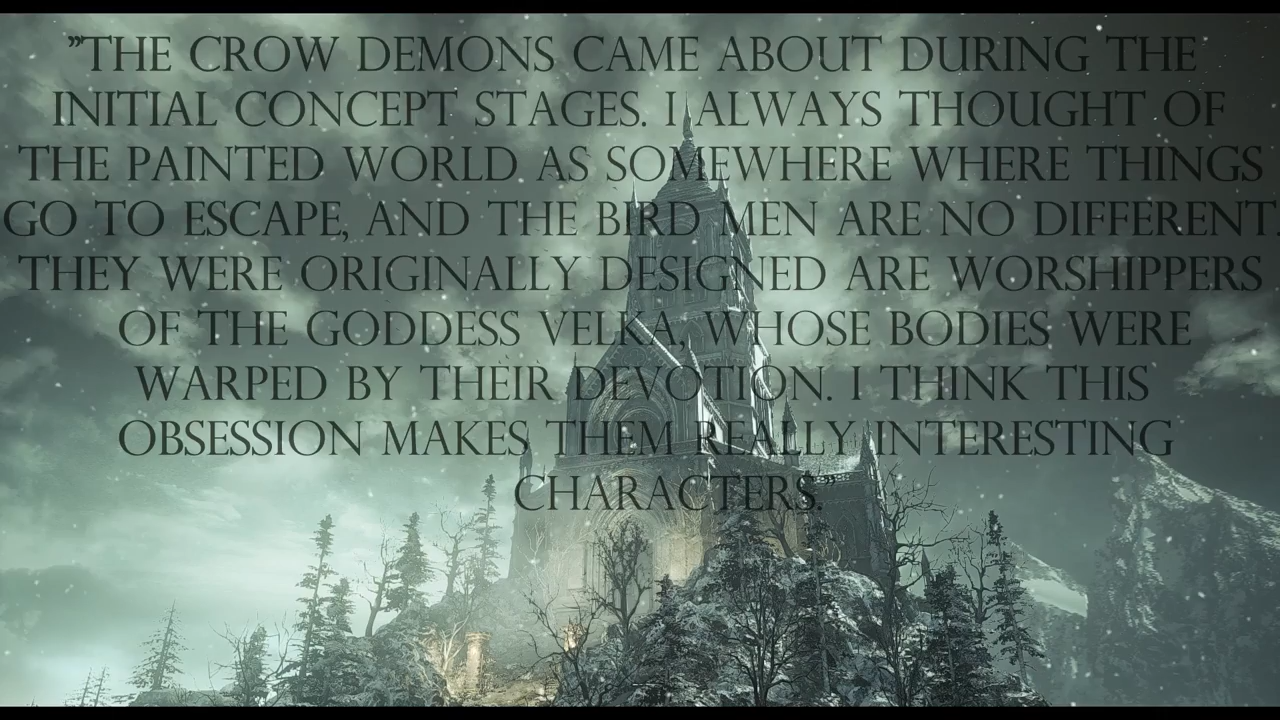 ”THE CROW DEMONS CAME ABOUT DURING THE
INITIAL CONCEPT STAGES. I ALWAYS THOUGHT OF
THE PAINTED WORLD AS SOMEWHERE WHERE THINGS
GO TO ESCAPE, AND THE BIRD MEN ARE NO DIFFERENT.
THEY WERE ORIGINALLY DESIGNED ARE WORSHIPPERS
OF THE GODDESS VELKA, WHOSE BODIES WERE
WARPED BY THEIR DEVOTION. I THINK THIS
OBSESSION MAKES THEM REALLY INTERESTING
CHARACTERS.”